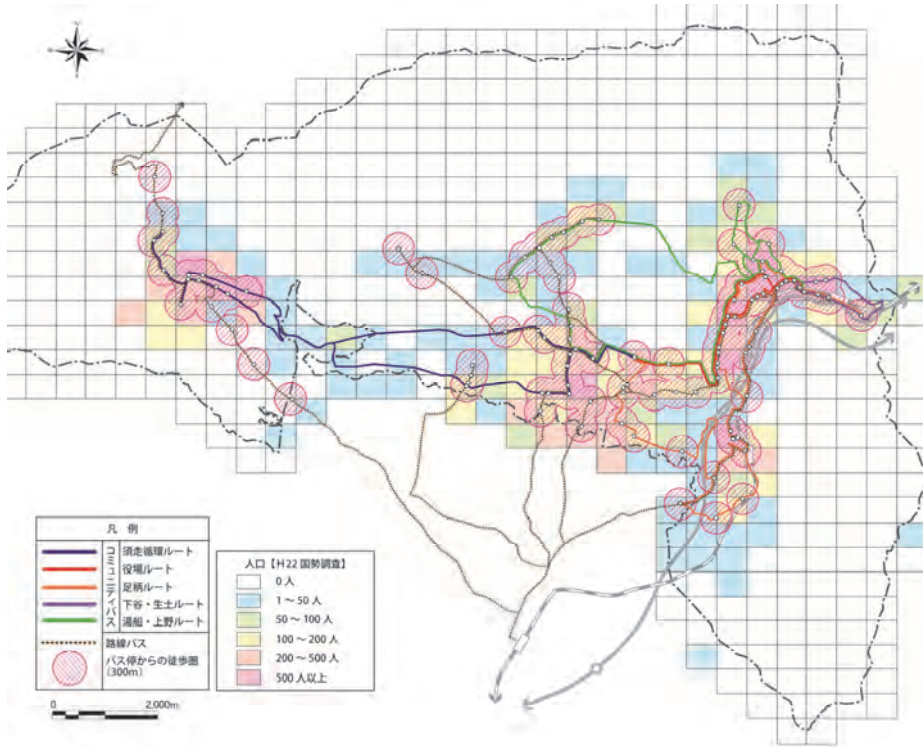 凡 例
コミュニティバス
須走循環ルート
役場ルート
足柄ルート
下谷・生土ルート
湯船・上野ルート
路線バス
バス停からの徒歩圏
(300m)
0 2,000m
人口【H22 国勢調査】
0 人
1～50 人
50～100 人
100～200 人
200～500 人
500 人以上